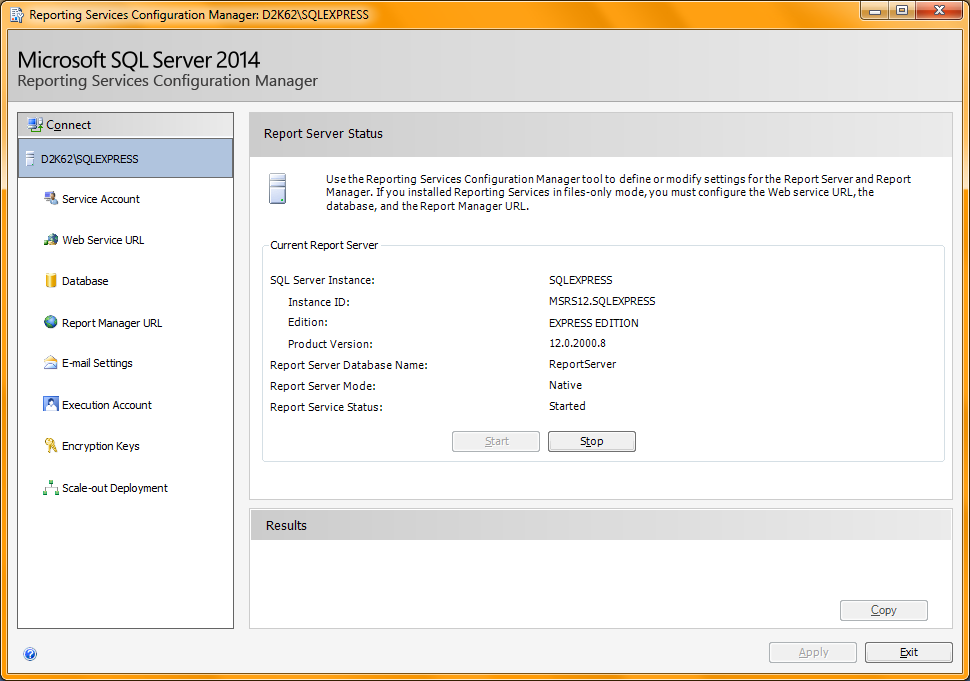 Reporting Services Configuration Manager: D2K62\SQLEXPRESS
Microsoft SQL Server 2014
Reporting Services Configuration Manager
Connect
D2K62\SQLEXPRESS
Service Account
Web Service URL
Database
Report Manager URL
E-mail Settings
Execution Account
Encryption Keys
Scale-out Deployment
Report Server Status
Use the Reporting Services Configuration Manager tool to define or modify settings for the Report Server and Report
Manager. If you installed Reporting Services in files-only mode, you must configure the Web service URL, the
database, and the Report Manager URL.
Current Report Server
SQL Server Instance: SQLEXPRESS
Instance ID: MSRS12.SQLEXPRESS
Edition: EXPRESS EDITION
Product Version: 12.0.2000.8
Report Server Database Name: ReportServer
Report Server Mode: Native
Report Service Status: Started
Start Stop
Results
Copy
Apply Exit